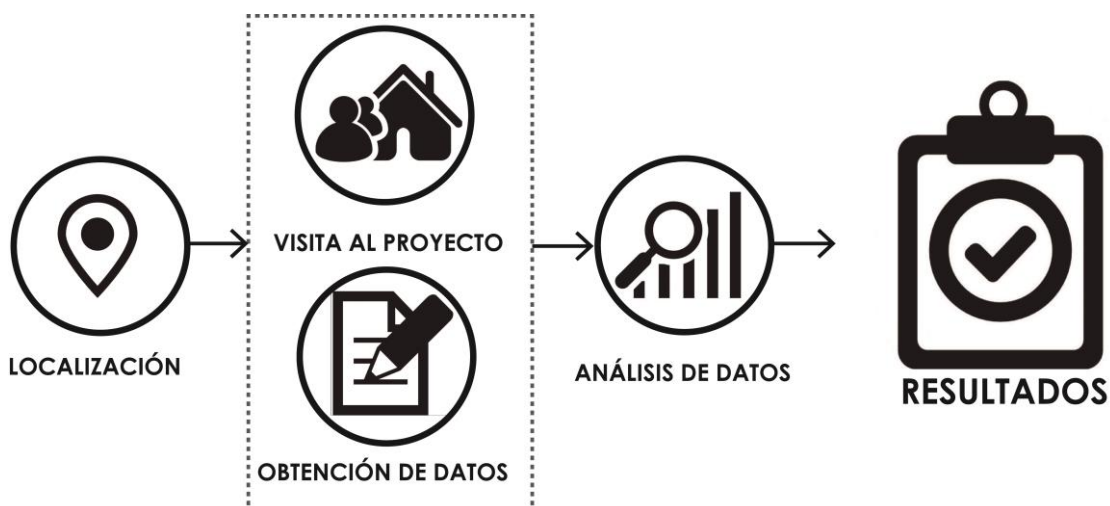 LOCALIZACIÓN
VISITA AL PROYECTO
OBTENCIÓN DE DATOS
ANÁLISIS DE DATOS
RESULTADOS